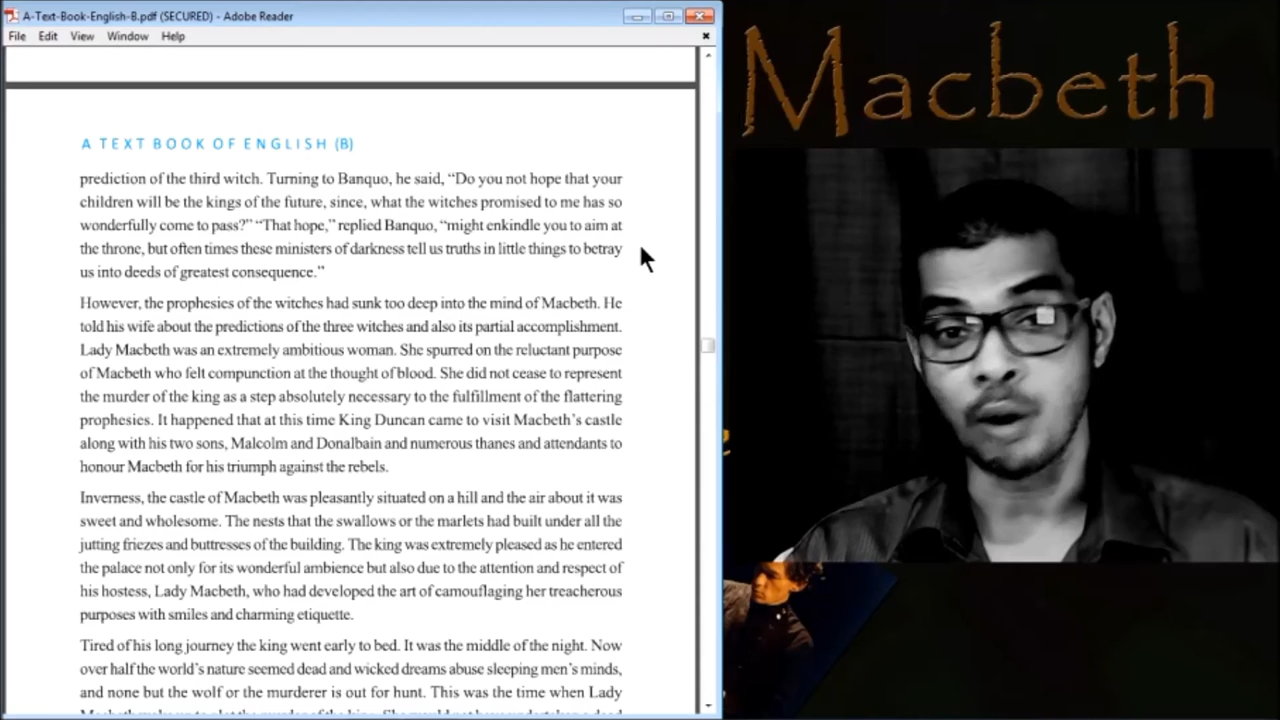 A-Text-Book-English-B.pdf (SECURED) - Adobe Reader
File Edit View Window Help
A TEXT BOOK OF ENGLISH (B)
prediction of the third witch. Turning to Banquo, he said, “Do you not hope that your
children will be the kings of the future, since, what the witches promised to me has so
wonderfully come to pass?” “That hope,” replied Banquo, “might enkindle you to aim at
the throne, but often times these ministers of darkness tell us truths in little things to betray
us into deeds of greatest consequence.”
However, the prophesies of the witches had sunk too deep into the mind of Macbeth. He
told his wife about the predictions of the three witches and also its partial accomplishment.
Lady Macbeth was an extremely ambitious woman. She spurred on the reluctant purpose
of Macbeth who felt compunction at the thought of blood. She did not cease to represent
the murder of the king as a step absolutely necessary to the fulfillment of the flattering
prophesies. It happened that at this time King Duncan came to visit Macbeth’s castle
along with his two sons, Malcolm and Donalbain and numerous thanes and attendants to
honour Macbeth for his triumph against the rebels.
Inverness, the castle of Macbeth was pleasantly situated on a hill and the air about it was
sweet and wholesome. The nests that the swallows or the marlets had built under all the
jutting friezes and buttresses of the building. The king was extremely pleased as he entered
the palace not only for its wonderful ambience but also due to the attention and respect of
his hostess, Lady Macbeth, who had developed the art of camouflaging her treacherous
purposes with smiles and charming etiquette.
Tired of his long journey the king went early to bed. It was the middle of the night. Now
over half the world’s nature seemed dead and wicked dreams abuse sleeping men’s minds,
and none but the wolf or the murderer is out for hunt. This was the time when Lady
Macbeth